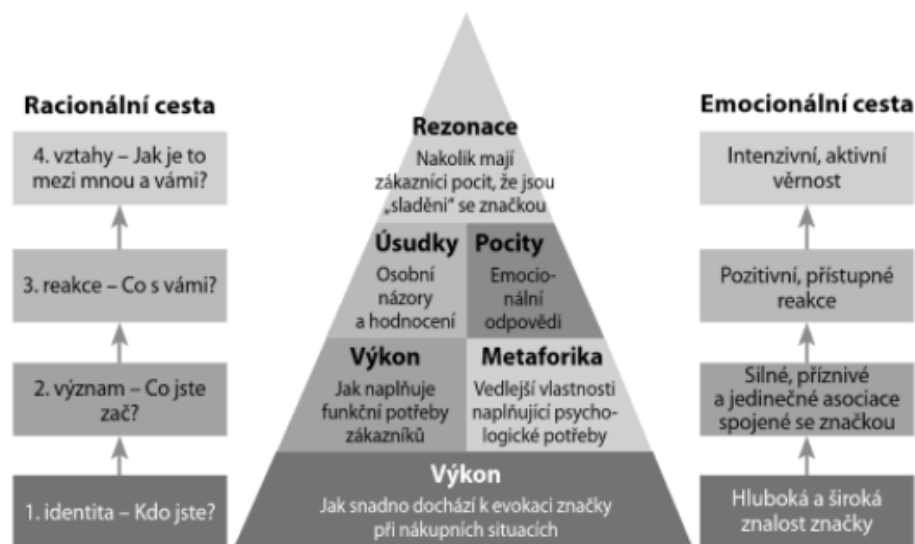 Racionální cesta
4. vztahy – Jak je to
mezi mnou a vámi?
3. reakce – Co s vámi?
2. význam – Co jste
zač?
1. identita – Kdo jste?
Rezonace
Nakolik mají
zákazníci pocit, že jsou
„sladěni“ se značkou
Úsudky
Osobní
názory
a hodnocení
Pocity
Emocio-
nální
odpovědi
Výkon
Jak naplňuje
funkční potřeby
zákazníků
Metaforika
Vedlejší vlastnosti
naplňující psycho-
logické potřeby
Výkon
Jak snadno dochází k evokaci značky
při nákupních situacích
Emocionální cesta
Intenzivní, aktivní
věrnost
Pozitivní, přístupné
reakce
Silné, příznivé
a jedinečné asociace
spojené se značkou
Hluboká a široká
znalost značky